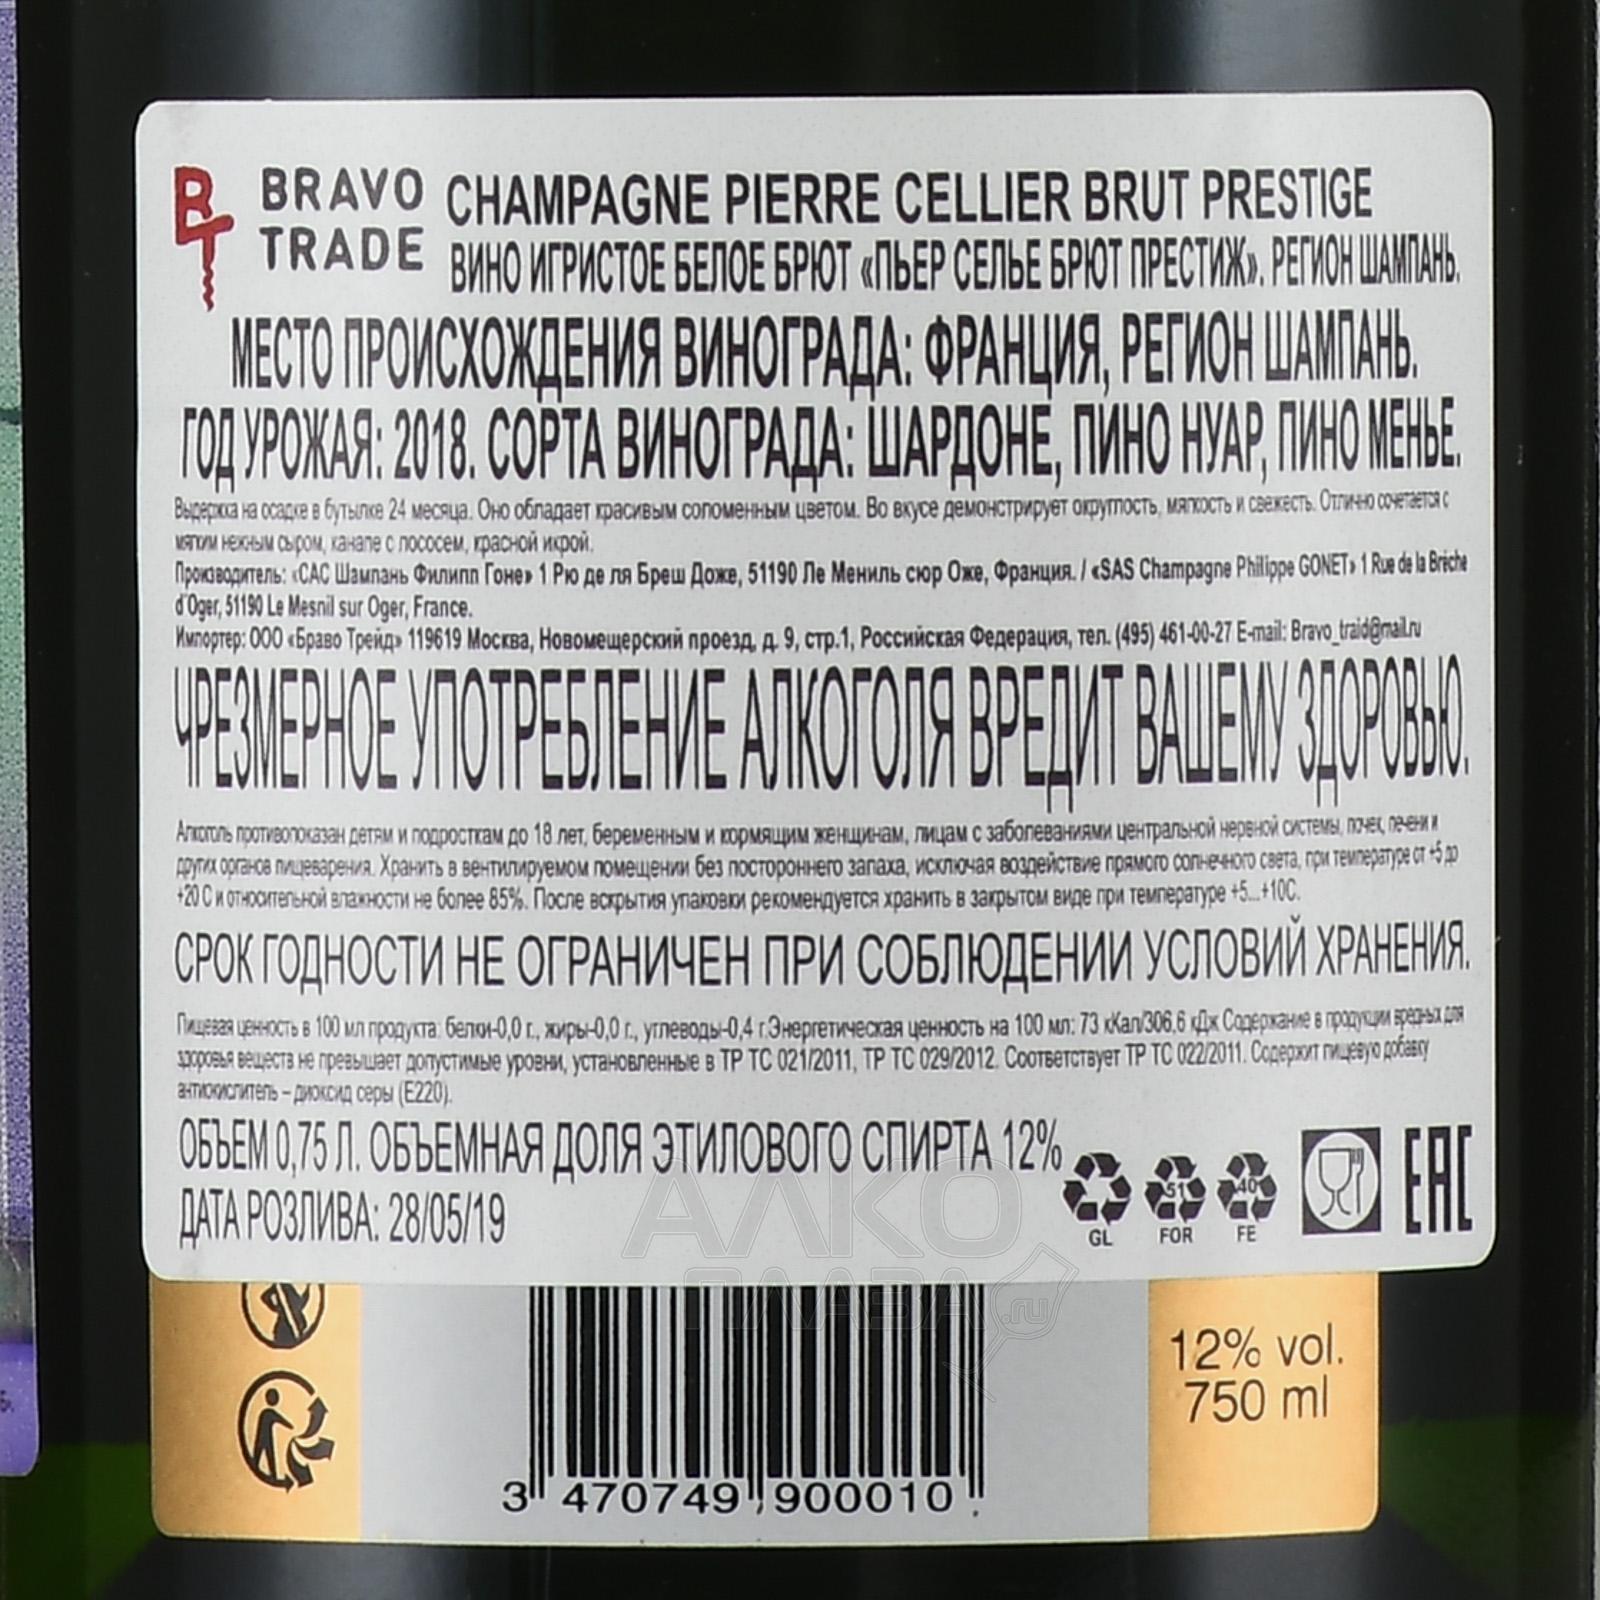 BRAVO
TRADE
CHAMPAGNE PIERRE CELLIER BRUT PRESTIGE
ВИНО ИГРИСТОЕ БЕЛОЕ БРЮТ «ПЬЕР СЕЛЬЕ БРЮТ ПРЕСТИЖ». РЕГИОН ШАМПАНЬ.
МЕСТО ПРОИСХОЖДЕНИЯ ВИНОГРАДА: ФРАНЦИЯ, РЕГИОН ШАМПАНЬ.
ГОД УРОЖАЯ: 2018. СОРТА ВИНОГРАДА: ШАРДОНЕ, ПИНО НУАР, ПИНО МЕНЬЕ.
Выдержка на осадке в бутылке 24 месяца. Оно обладает красивым соломенным цветом. Во вкусе демонстрирует округлость, мягкость и свежесть. Отлично сочетается с
мягким нежным сыром, канапе с лососем, красной икрой.
Производитель: «САС Шампань Филипп Гоне» 1 Рю де ля Бреш Доже, 51190 Ле Мениль сюр Оже, Франция. / «SAS Champagne Philippe GONET» 1 Rue de la Brèche
d'Oger, 51190 Le Mesnil sur Oger, France.
Импортер: ООО «Браво Трейд» 119619 Москва, Новомещерский проезд, д. 9, стр.1, Российская Федерация, тел. (495) 461-00-27 E-mail: Bravo_traid@mail.ru
ЧРЕЗМЕРНОЕ УПОТРЕБЛЕНИЕ АЛКОГОЛЯ ВРЕДИТ ВАШЕМУ ЗДОРОВЬЮ.
Алкоголь противопоказан детям и подросткам до 18 лет, беременным и кормящим женщинам, лицам с заболеваниями центральной нервной системы, почек, печени и
других органов пищеварения. Хранить в вентилируемом помещении без постороннего запаха, исключая воздействие прямого солнечного света, при температуре от +5 до
+20 С и относительной влажности не более 85%. После вскрытия упаковки рекомендуется хранить в закрытом виде при температуре +5...+10С.
СРОК ГОДНОСТИ НЕ ОГРАНИЧЕН ПРИ СОБЛЮДЕНИИ УСЛОВИЙ ХРАНЕНИЯ.
Пищевая ценность в 100 мл продукта: белки-0,0 г., жиры-0,0 г., углеводы-0,4 г.Энергетическая ценность на 100 мл: 73 кКал/306,6 кДж Содержание в продукции вредных для
здоровья веществ не превышает допустимые уровни, установленные в ТР ТС 021/2011, ТР ТС 029/2012. Соответствует ТР ТС 022/2011. Содержит пищевую добавку
антиокислитель – диоксид серы (Е220).
ОБЪЕМ 0,75 Л. ОБЪЕМНАЯ ДОЛЯ ЭТИЛОВОГО СПИРТА 12%
ДАТА РОЗЛИВА: 28/05/19
51 40
GL FOR FE
EAC
АЛКО
ПЛАЗА.ru
12% vol.
750 ml
3 470749 900010